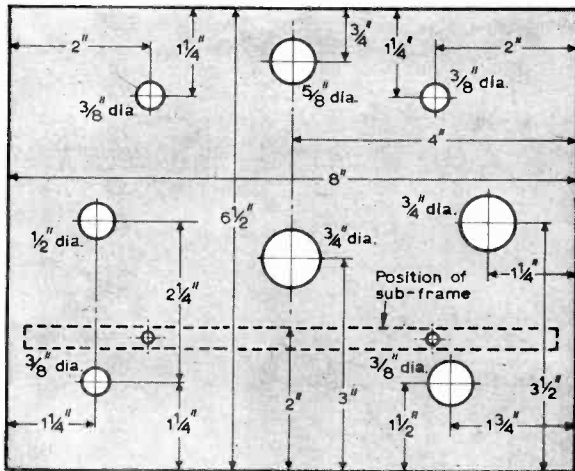 2"
1¼"
3/4"
1¼"
2"
3/8" dia.
5/8" dia.
3/8" dia.
4"
8"
6½"
1/2" dia.
3/4" dia.
3/4" dia.
1¼"
2¼"
Position of
sub-frame
3/8" dia.
3/8" dia.
1¼"
1¼"
2"
3"
1½"
1¾"
3½"